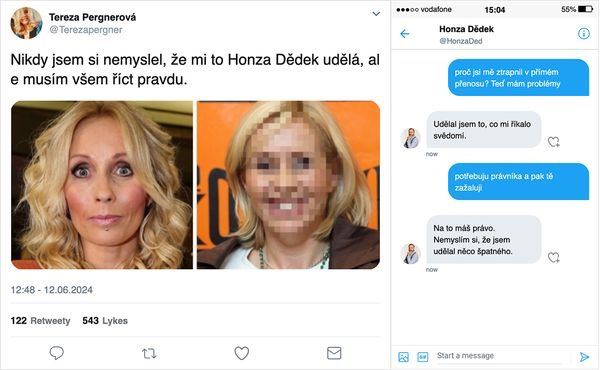 Tereza Pergnerová
@Terezapergner
Nikdy jsem si nemyslel, že mi to Honza Dědek udělá, al
e musím všem říct pravdu.
12:48 - 12.06.2024
122 Retweety 543 Lykes
vodafone 15:04 55%
Honza Dědek
@HonzaDed
proč jsi mě ztrapnil v přímém
přenosu? Teď mám problémy
Udělal jsem to, co mi říkalo
svědomí.
now
potřebuju právníka a pak tě
zažaluji
Na to máš právo.
Nemyslím si, že jsem
udělal něco špatného.
now
GIF
Start a message